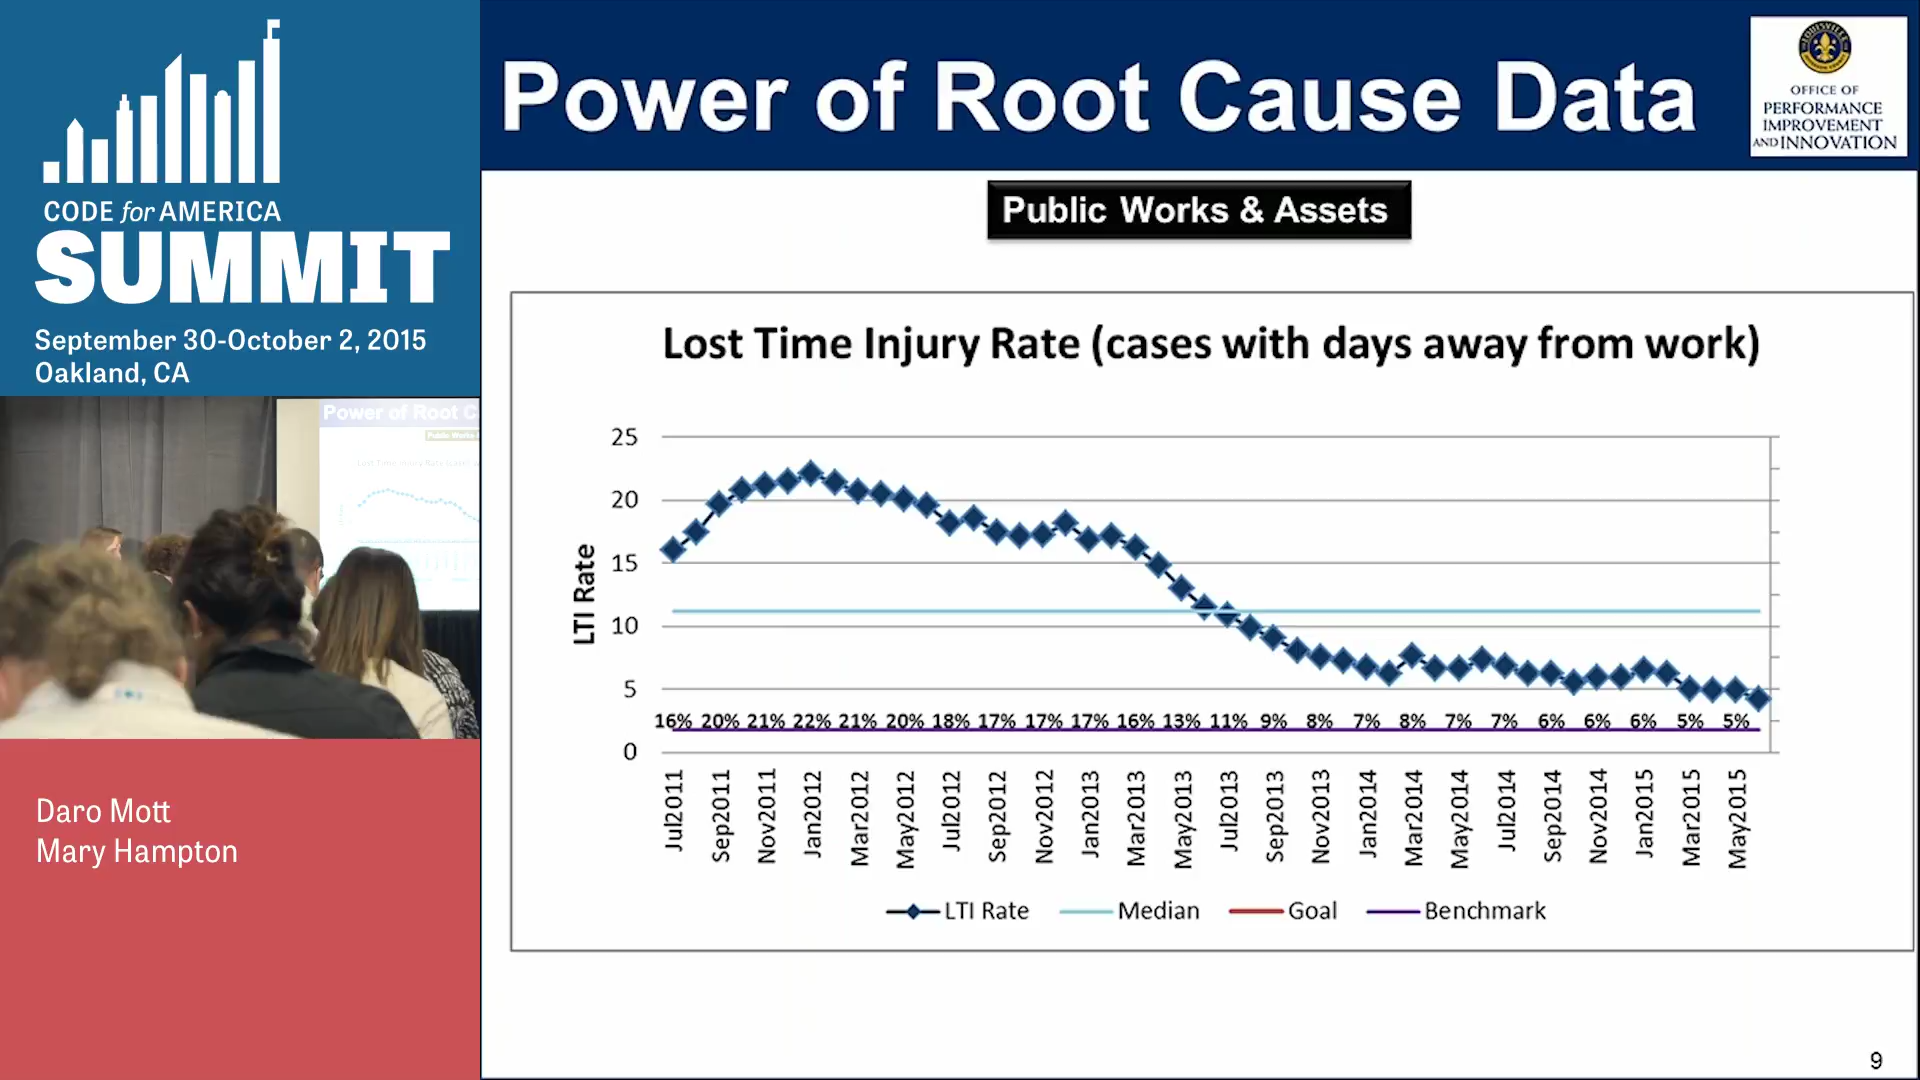 CODE for AMERICA
SUMMIT
September 30-October 2, 2015
Oakland, CA
Power of Root C
Public Works
Daro Mott
Mary Hampton
Power of Root Cause Data
OFFICE OF
PERFORMANCE
IMPROVEMENT
AND INNOVATION
Public Works & Assets
Lost Time Injury Rate (cases with days away from work)
LTI Rate
25
20
15
10
5
0
16% 20% 21% 22% 21% 20% 18% 17% 17% 17% 16% 13% 11% 9% 8% 7% 8% 7% 7% 6% 6% 6% 5% 5%
Jul2011 Sep2011 Nov2011 Jan2012 Mar2012 May2012 Jul2012 Sep2012 Nov2012 Jan2013 Mar2013 May2013 Jul2013 Sep2013 Nov2013 Jan2014 Mar2014 May2014 Jul2014 Sep2014 Nov2014 Jan2015 Mar2015 May2015
LTI Rate Median Goal Benchmark
9